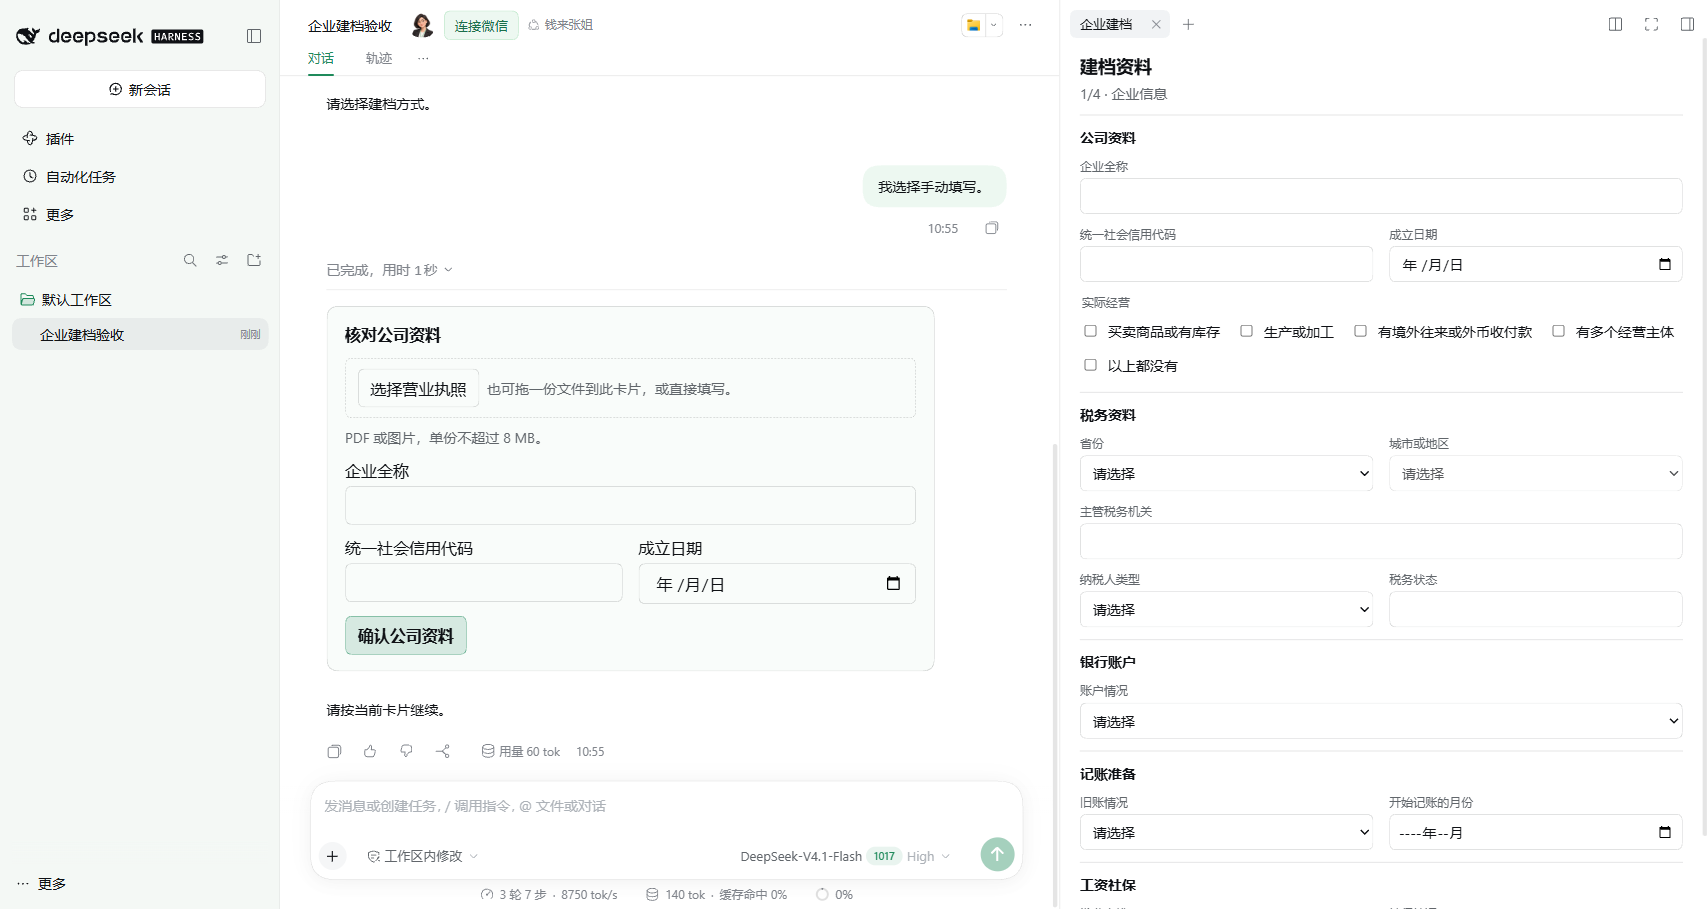 deepseek HARNESS
新会话
插件
自动化任务
更多
工作区
默认工作区
企业建档验收 刚刚
更多
企业建档验收 连接微信 钱来张姐
对话 轨迹
请选择建档方式。
我选择手动填写。
10:55
已完成，用时 1 秒
核对公司资料
选择营业执照 也可拖一份文件到此卡片，或直接填写。
PDF 或图片，单份不超过 8 MB。
企业全称
统一社会信用代码 成立日期
年 /月/日
确认公司资料
请按当前卡片继续。
用量 60 tok 10:55
发消息或创建任务, / 调用指令, @ 文件或对话
工作区内修改 DeepSeek-V4.1-Flash 1017 High
3 轮 7 步 · 8750 tok/s 140 tok · 缓存命中 0% 0%
企业建档
建档资料
1/4 · 企业信息
公司资料
企业全称
统一社会信用代码 成立日期
年 /月/日
实际经营
买卖商品或有库存 生产或加工 有境外往来或外币收付款 有多个经营主体
以上都没有
税务资料
省份 城市或地区
请选择 请选择
主管税务机关
纳税人类型 税务状态
请选择
银行账户
账户情况
请选择
记账准备
旧账情况 开始记账的月份
请选择 ----年--月
工资社保